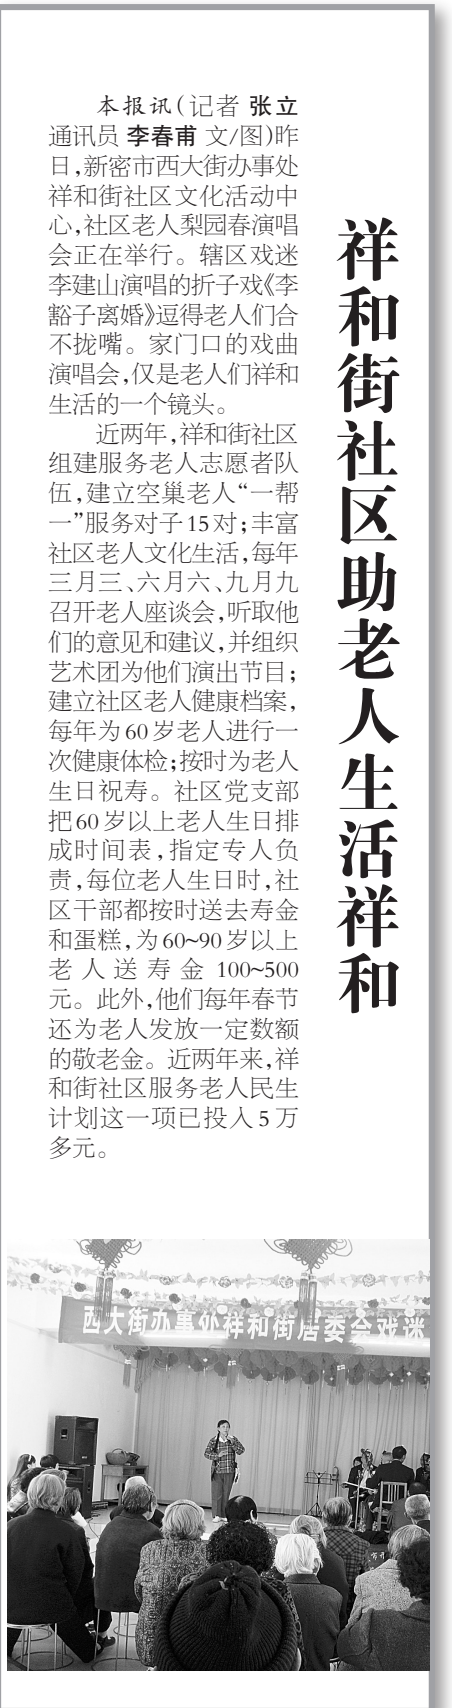 祥和街社区助老人生活祥和
本报讯(记者 张立
通讯员 李春甫 文/图)昨
日,新密市西大街办事处
祥和街社区文化活动中
心,社区老人梨园春演唱
会正在举行。辖区戏迷
李建山演唱的折子戏《李
豁子离婚》逗得老人们合
不拢嘴。家门口的戏曲
演唱会,仅是老人们祥和
生活的一个镜头。
近两年,祥和街社区
组建服务老人志愿者队
伍,建立空巢老人“一帮
一”服务对子15对;丰富
社区老人文化生活,每年
三月三、六月六、九月九
召开老人座谈会,听取他
们的意见和建议,并组织
艺术团为他们演出节目;
建立社区老人健康档案,
每年为60岁老人进行一
次健康体检;按时为老人
生日祝寿。社区党支部
把60岁以上老人生日排
成时间表,指定专人负
责,每位老人生日时,社
区干部都按时送去寿金
和蛋糕,为60~90岁以上
老人送寿金100~500
元。此外,他们每年春节
还为老人发放一定数额
的敬老金。近两年来,祥
和街社区服务老人民生
计划这一项已投入5万
多元。
西大街办事处祥和街居委会戏迷